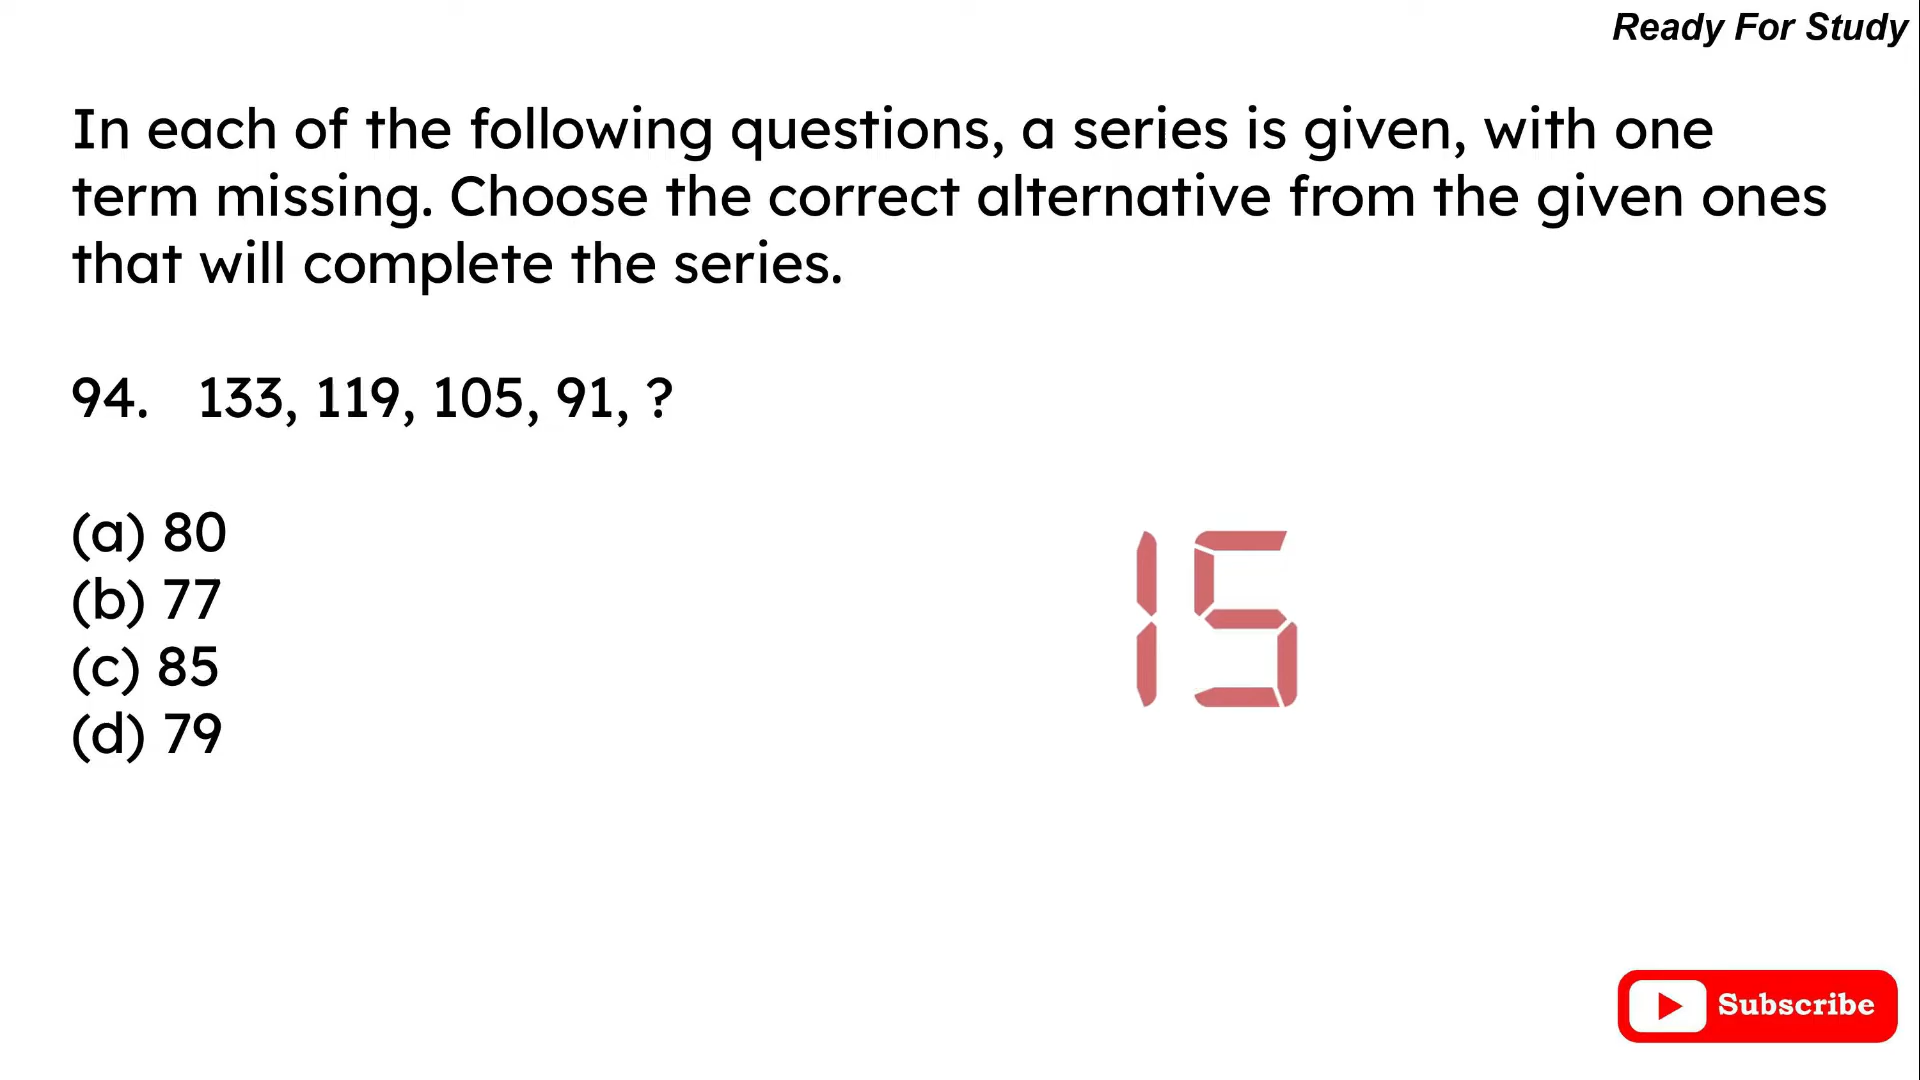 Ready For Study
In each of the following questions, a series is given, with one
term missing. Choose the correct alternative from the given ones
that will complete the series.
94. 133, 119, 105, 91, ?
(a) 80
(b) 77
(c) 85
(d) 79
15
Subscribe